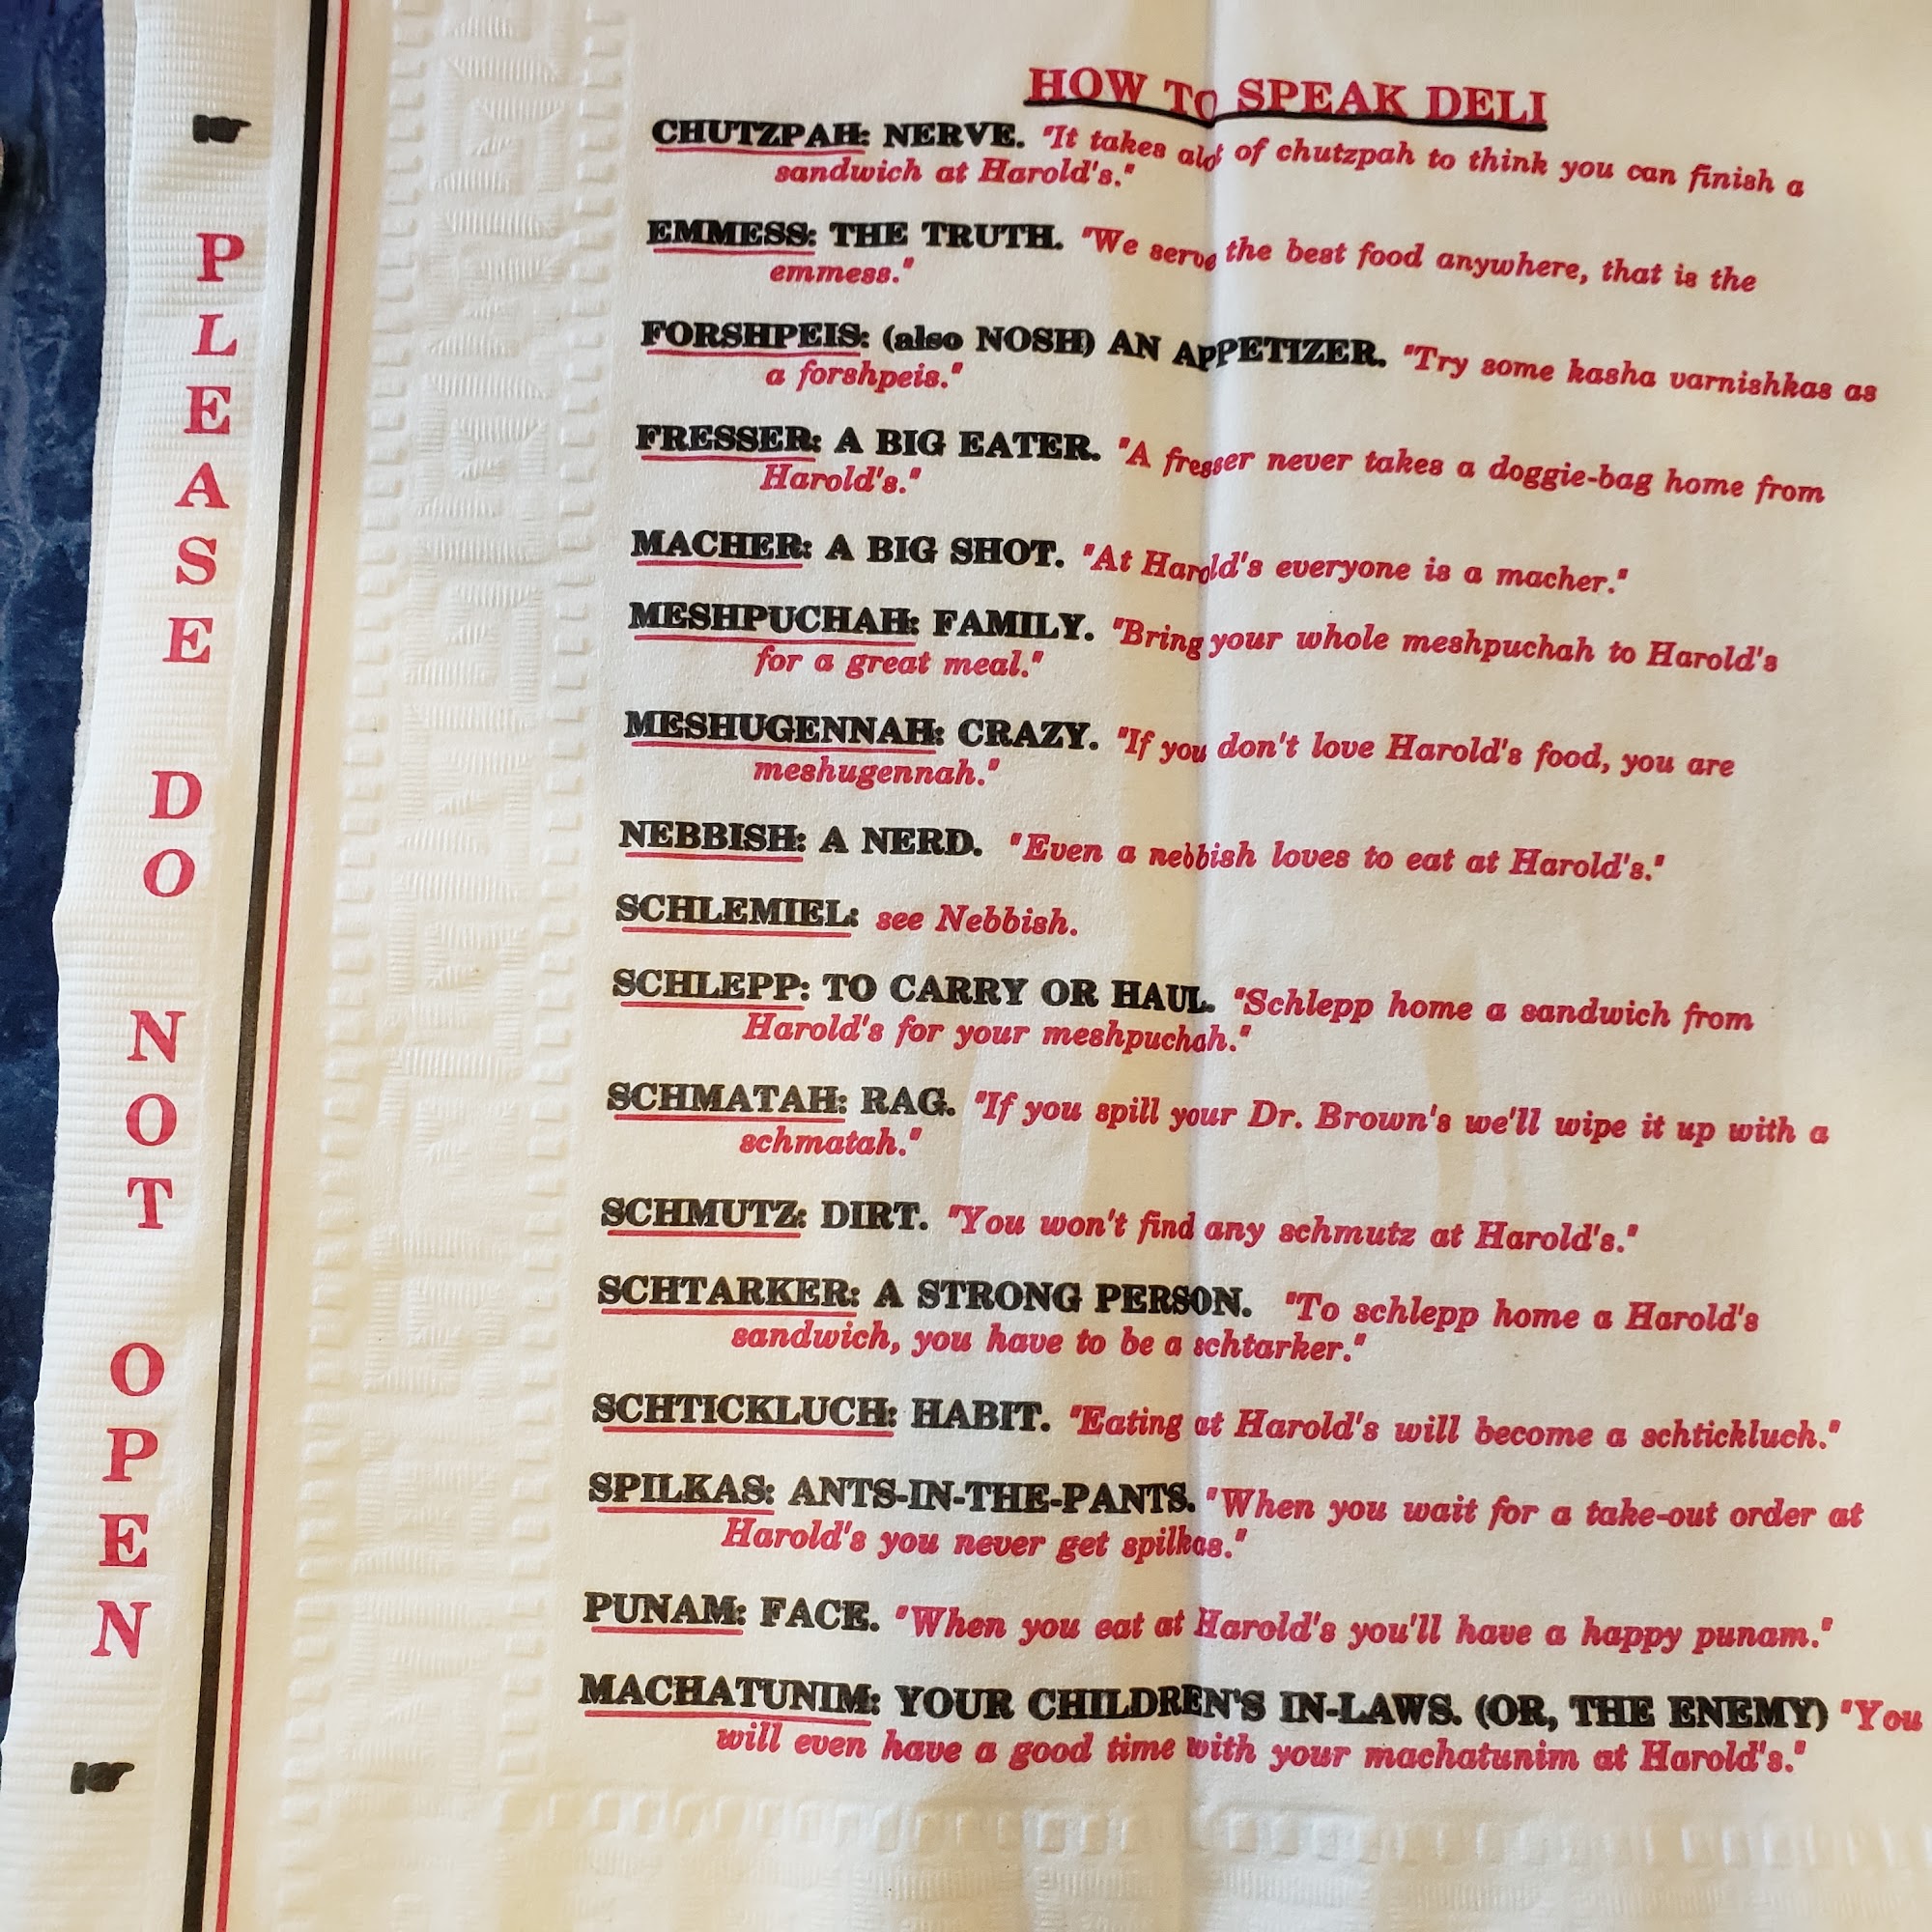 HOW TO SPEAK DELI
CHUTZPAH: NERVE. "It takes alot of chutzpah to think you can finish a
sandwich at Harold's."
EMMESS: THE TRUTH. "We serve the best food anywhere, that is the
emmess."
FORSHPEIS: (also NOSH) AN APPETIZER. "Try some kasha varnishkas as
a forshpeis."
FRESSER: A BIG EATER. "A fresser never takes a doggie-bag home from
Harold's."
MACHER: A BIG SHOT. "At Harold's everyone is a macher."
MESHPUCHAH: FAMILY. "Bring your whole meshpuchah to Harold's
for a great meal."
MESHUGENNAH: CRAZY. "If you don't love Harold's food, you are
meshugennah."
NEBBISH: A NERD. "Even a nebbish loves to eat at Harold's."
SCHLEMIEL: see Nebbish.
SCHLEPP: TO CARRY OR HAUL. "Schlepp home a sandwich from
Harold's for your meshpuchah."
SCHMATAH: RAG. "If you spill your Dr. Brown's we'll wipe it up with a
schmatah."
SCHMUTZ: DIRT. "You won't find any schmutz at Harold's."
SCHTARKER: A STRONG PERSON. "To schlepp home a Harold's
sandwich, you have to be a schtarker."
SCHTICKLUCH: HABIT. "Eating at Harold's will become a schtickluch."
SPILKAS: ANTS-IN-THE-PANTS. "When you wait for a take-out order at
Harold's you never get spilkas."
PUNAM: FACE. "When you eat at Harold's you'll have a happy punam."
MACHATUNIM: YOUR CHILDREN'S IN-LAWS. (OR, THE ENEMY) "You
will even have a good time with your machatunim at Harold's."
PLEASE DO NOT OPEN